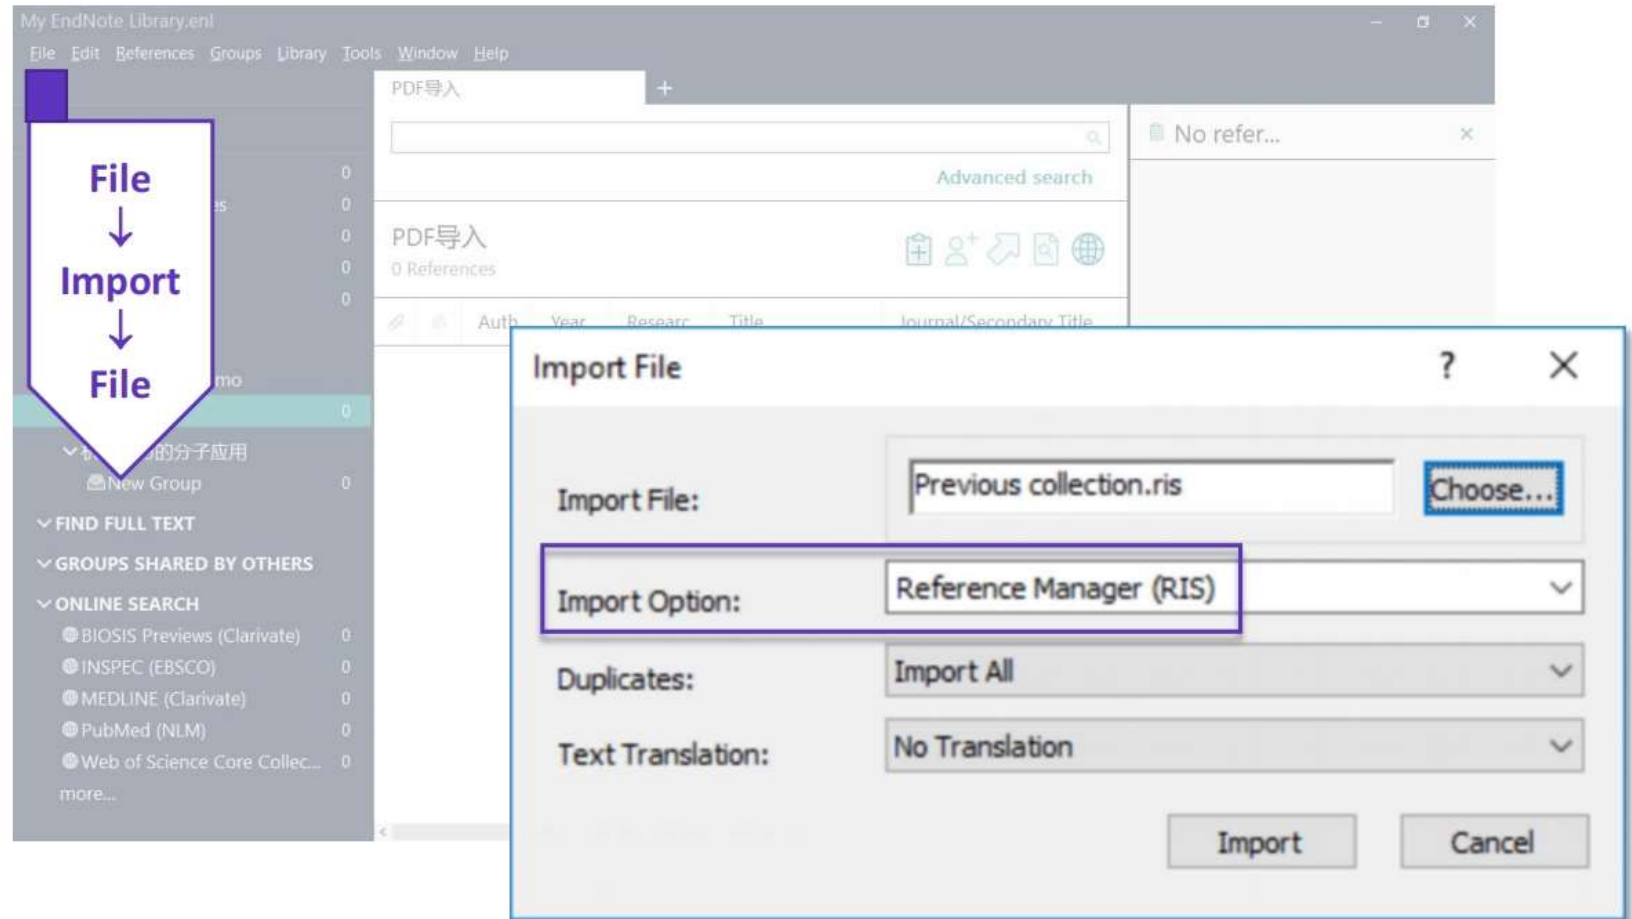 My EndNote Library.enl
File Edit References Groups Library Tools Window Help
PDF导入
+
No refer...
Advanced search
PDF导入
0 References
Auth Year Researc Title Journal/Secondary Title
File
↓
Import
↓
File
0
es 0
0
0
0
mo
0
的分子应用
New Group 0
FIND FULL TEXT
GROUPS SHARED BY OTHERS
ONLINE SEARCH
BIOSIS Previews (Clarivate) 0
INSPEC (EBSCO) 0
MEDLINE (Clarivate) 0
PubMed (NLM) 0
Web of Science Core Collec... 0
more...
Import File ?
Import File: Previous collection.ris Choose...
Import Option: Reference Manager (RIS)
Duplicates: Import All
Text Translation: No Translation
Import Cancel